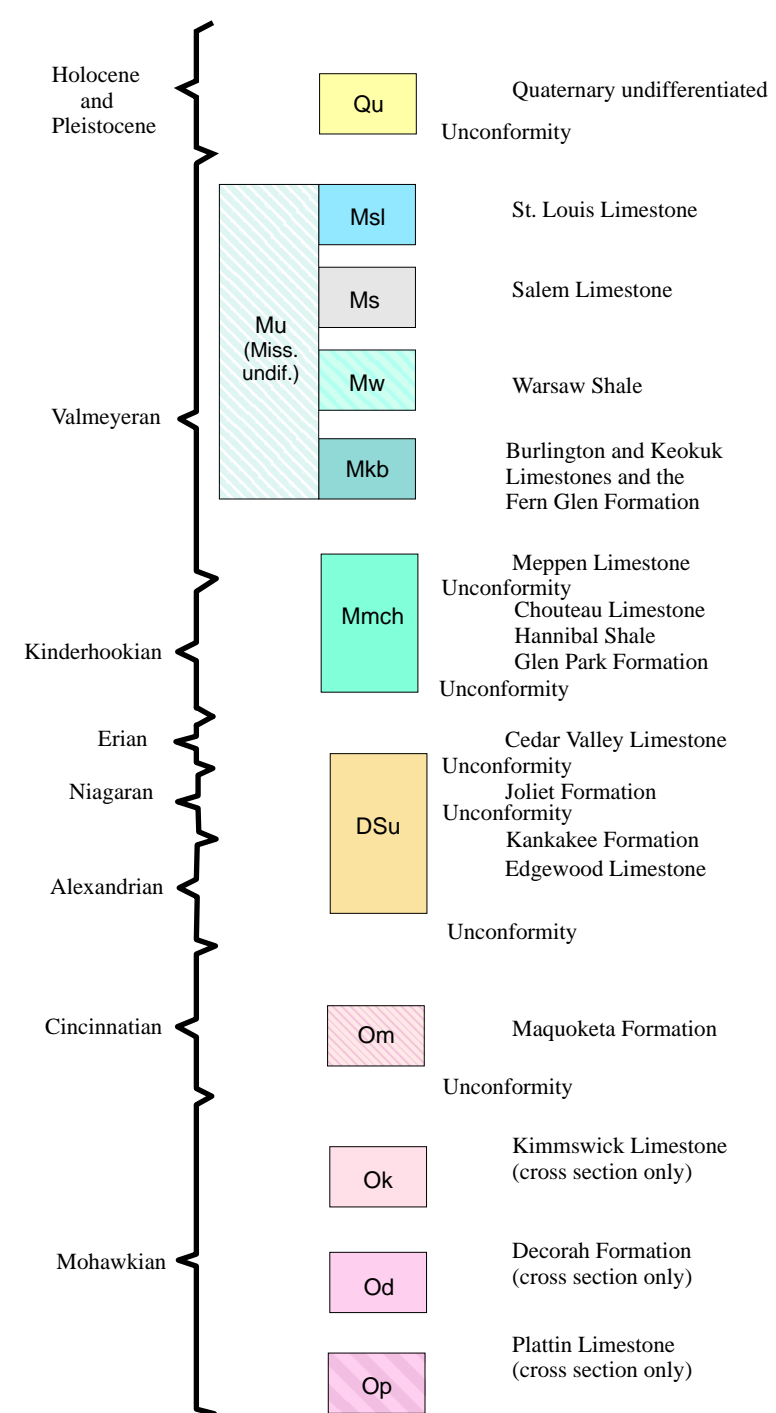 Holocene
and
Pleistocene
Qu
Quaternary undifferentiated
Unconformity
Msl
St. Louis Limestone
Ms
Salem Limestone
Mu
(Miss.
undif.)
Mw
Warsaw Shale
Valmeyeran
Mkb
Burlington and Keokuk
Limestones and the
Fern Glen Formation
Meppen Limestone
Unconformity
Mmch
Chouteau Limestone
Hannibal Shale
Kinderhookian
Glen Park Formation
Unconformity
Erian
Cedar Valley Limestone
Unconformity
Niagaran
Joliet Formation
Unconformity
DSu
Kankakee Formation
Edgewood Limestone
Alexandrian
Unconformity
Cincinnatian
Om
Maquoketa Formation
Unconformity
Ok
Kimmswick Limestone
(cross section only)
Mohawkian
Od
Decorah Formation
(cross section only)
Op
Plattin Limestone
(cross section only)